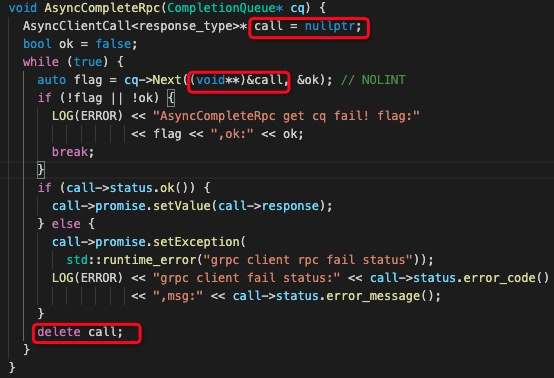 void AsyncCompleteRpc(CompletionQueue* cq) {
AsyncClientCall<response_type>* call = nullptr;
bool ok = false;
while (true) {
auto flag = cq->Next((void**)&call, &ok); // NOLINT
if (!flag || !ok) {
LOG(ERROR) << "AsyncCompleteRpc get cq fail! flag:"
<< flag << ",ok:" << ok;
break;
}
if (call->status.ok()) {
call->promise.setValue(call->response);
} else {
call->promise.setException(
std::runtime_error("grpc client rpc fail status"));
LOG(ERROR) << "grpc client fail status:" << call->status.error_code()
<< ",msg:" << call->status.error_message();
}
delete call;
}
}